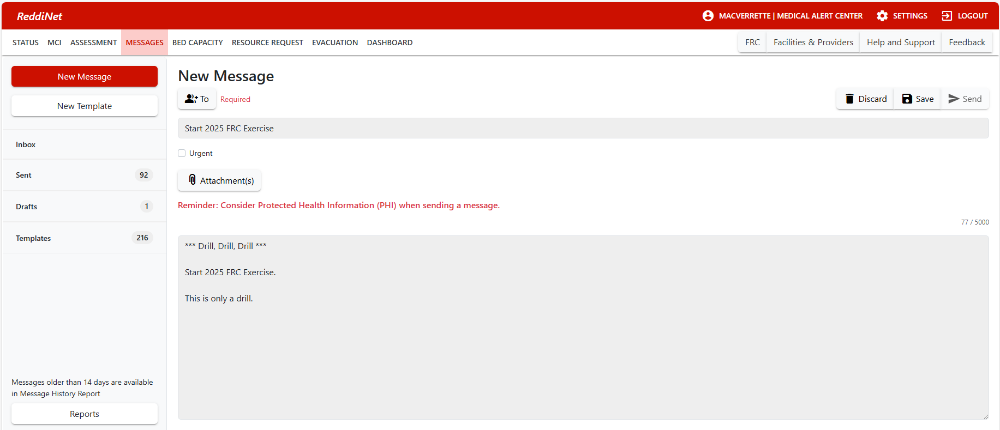 ReddiNet
MACVERRETTE | MEDICAL ALERT CENTER
SETTINGS
LOGOUT
STATUS
MCI
ASSESSMENT
MESSAGES
BED CAPACITY
RESOURCE REQUEST
EVACUATION
DASHBOARD
FRC
Facilities & Providers
Help and Support
Feedback
New Message
New Template
Inbox
Sent 92
Drafts 1
Templates 216
Messages older than 14 days are available
in Message History Report
Reports
New Message
To
Required
Discard
Save
Send
Start 2025 FRC Exercise
Urgent
Attachment(s)
Reminder: Consider Protected Health Information (PHI) when sending a message.
77 / 5000
*** Drill, Drill, Drill ***
Start 2025 FRC Exercise.
This is only a drill.